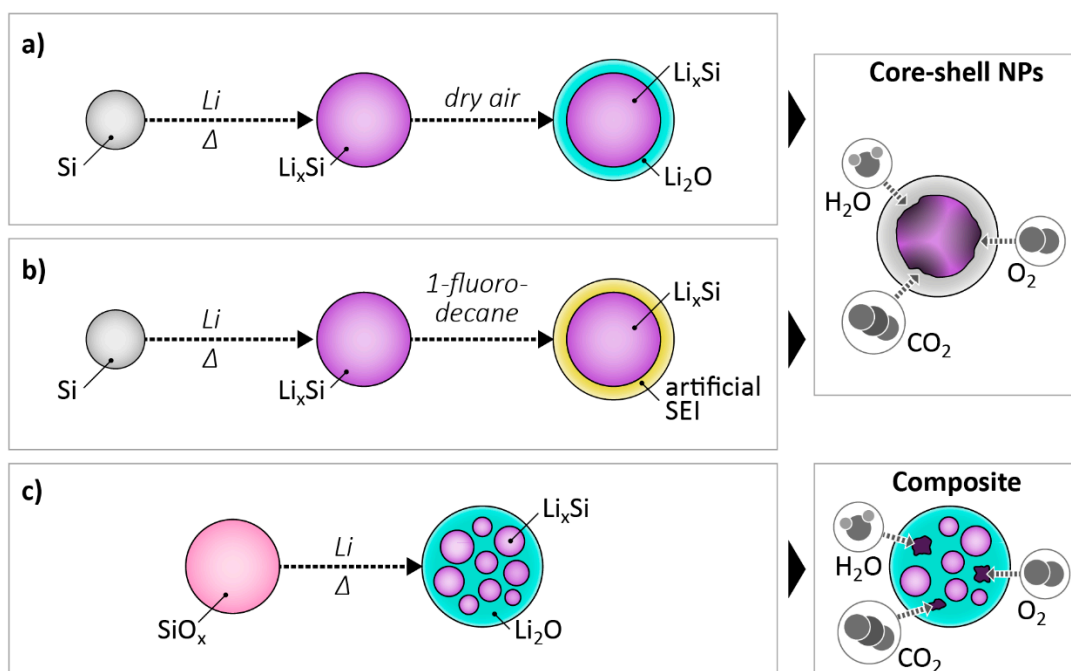 a)
Si
Li
Δ
LiₓSi
dry air
LiₓSi
Li₂O
b)
Si
Li
Δ
LiₓSi
1-fluoro-
decane
LiₓSi
artificial
SEI
Core-shell NPs
H₂O
O₂
CO₂
c)
SiOₓ
Li
Δ
LiₓSi
Li₂O
Composite
H₂O
O₂
CO₂